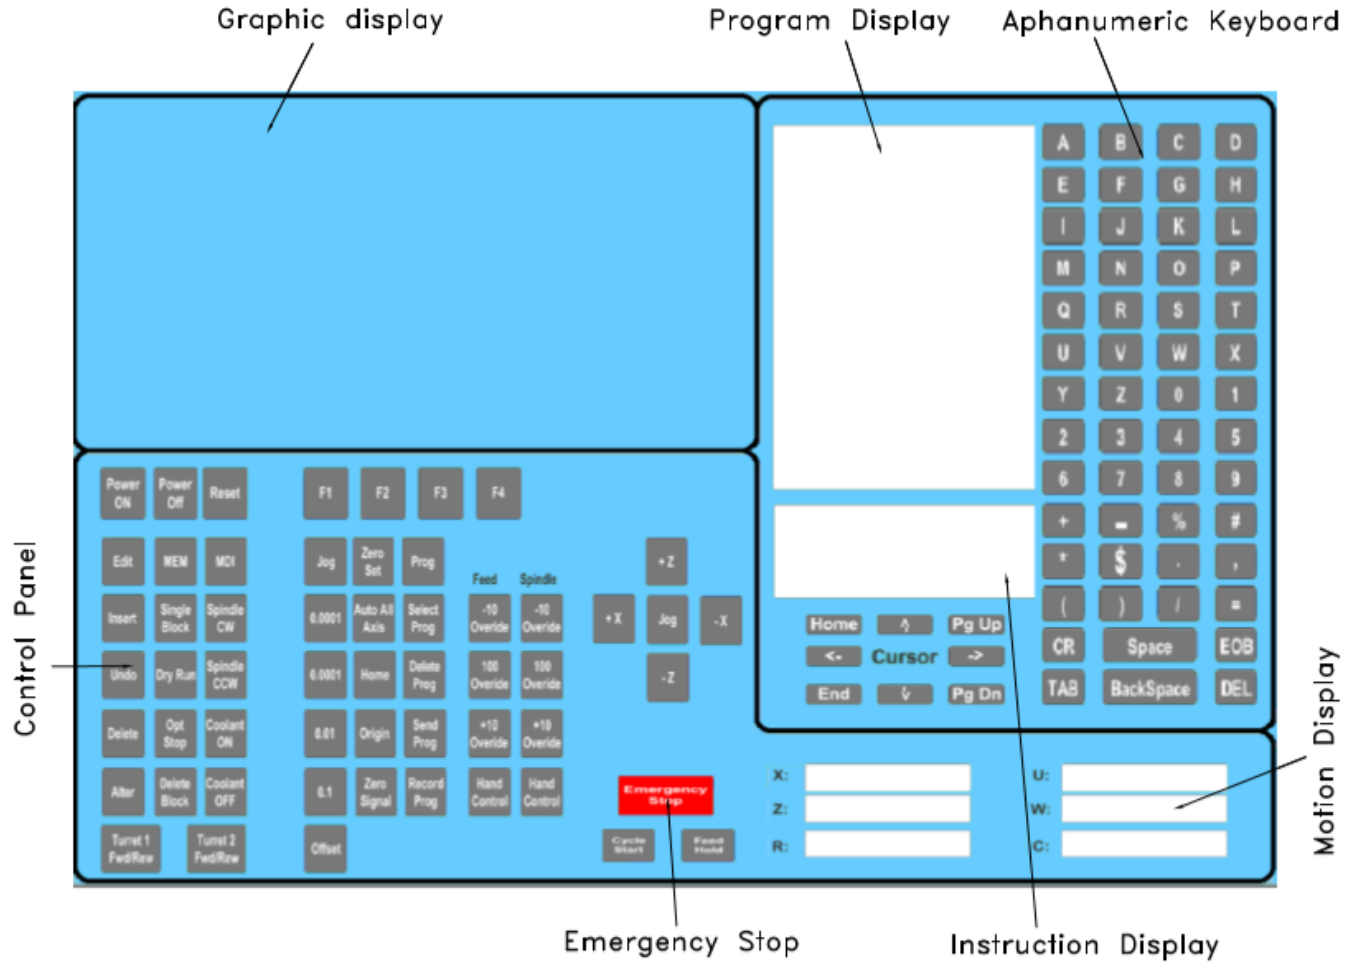 Graphic display
Program Display
Aphanumeric Keyboard
A B C D
E F G H
I J K L
M N O P
Q R S T
U V W X
Y Z 0 1
2 3 4 5
6 7 8 9
+ - % #
* $ . ,
( ) / =
CR Space EOB
TAB BackSpace DEL
Home ^ Pg Up
<- Cursor ->
End v Pg Dn
Control Panel
Power ON
Power Off
Reset
F1 F2 F3 F4
Edit MEM MDI
Jog
Zero Set
Prog
Feed Spindle
Insert
Single Block
Spindle CW
0.0001
Auto All Axis
Select Prog
-10 Overide
-10 Overide
Undo
Dry Run
Spindle CCW
0.0001
Home
Delete Prog
100 Overide
100 Overide
Delete
Opt Stop
Coolant ON
0.01
Origin
Send Prog
+10 Overide
+10 Overide
Alter
Delete Block
Coolant OFF
0.1
Zero Signal
Record Prog
Hand Control
Hand Control
Turret 1 Fwd/Rew
Turret 2 Fwd/Rew
Offset
+Z
+X Jog -X
-Z
Emergency Stop
Cycle Start
Feed Hold
X: U:
Z: W:
R: C:
Motion Display
Emergency Stop
Instruction Display